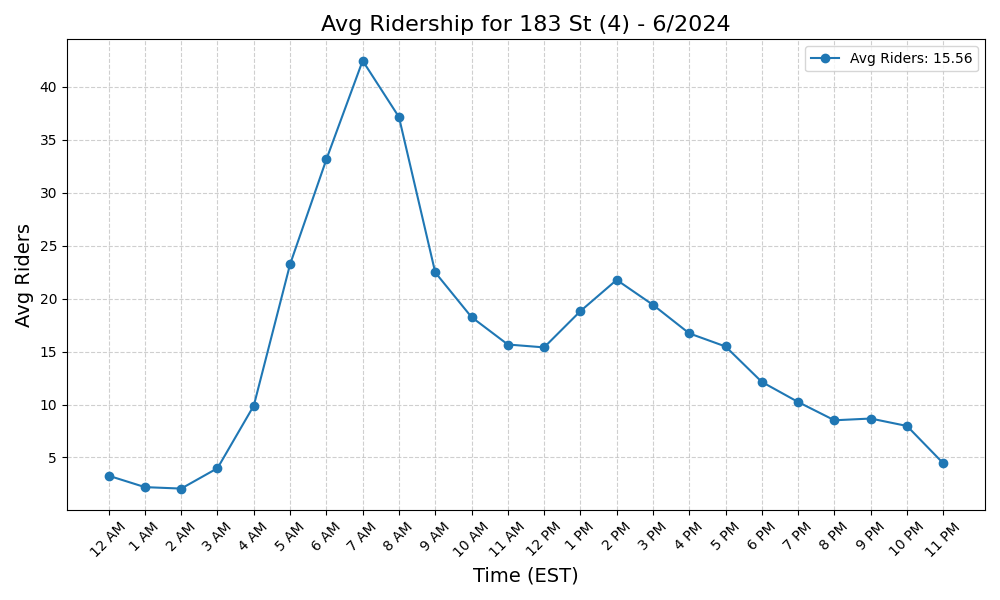 Avg Ridership for 183 St (4) - 6/2024
Avg Riders: 15.56
Avg Riders
40
35
30
25
20
15
10
5
12 AM
1 AM
2 AM
3 AM
4 AM
5 AM
6 AM
7 AM
8 AM
9 AM
10 AM
11 AM
12 PM
1 PM
2 PM
3 PM
4 PM
5 PM
6 PM
7 PM
8 PM
9 PM
10 PM
11 PM
Time (EST)